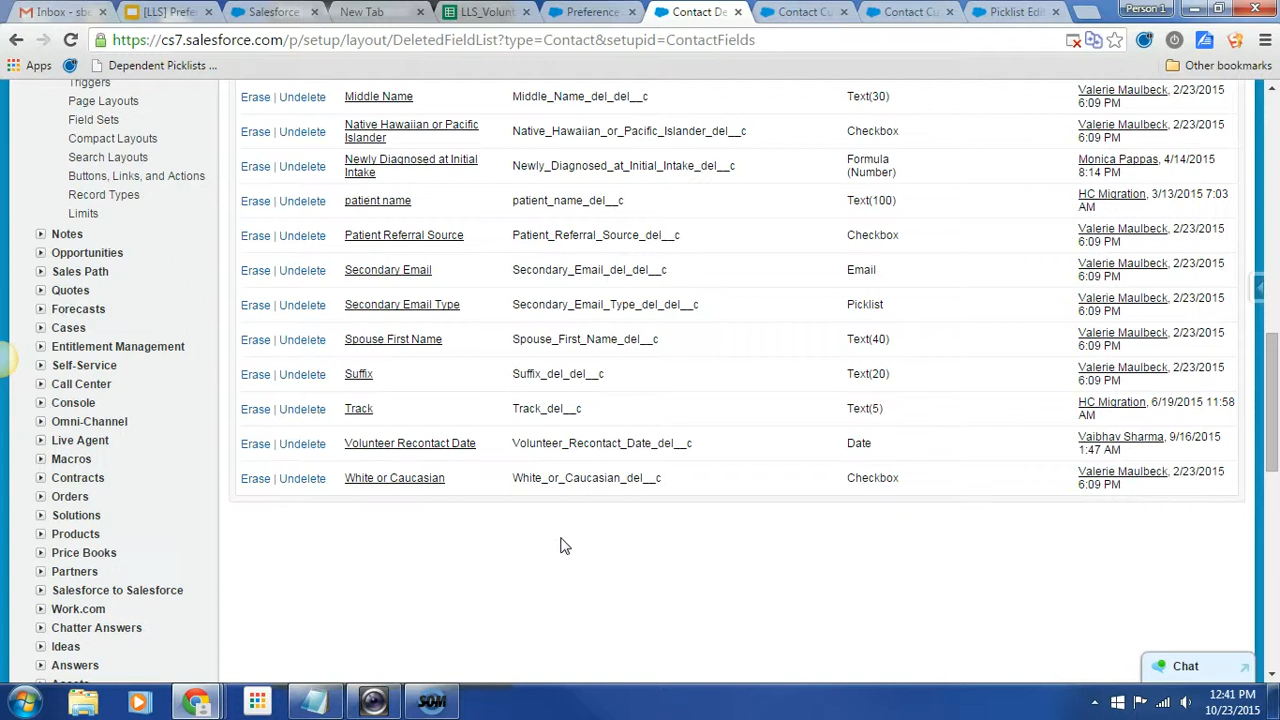 Inbox - sbe
[LLS] Prefe
Salesforce
New Tab
LLS_Volunt
Preference
Contact De
Contact Cu
Contact Cu
Picklist Edi
Person 1
https://cs7.salesforce.com/p/setup/layout/DeletedFieldList?type=Contact&setupid=ContactFields
Apps
Dependent Picklists ...
Other bookmarks
Triggers
Page Layouts
Field Sets
Compact Layouts
Search Layouts
Buttons, Links, and Actions
Record Types
Limits
Notes
Opportunities
Sales Path
Quotes
Forecasts
Cases
Entitlement Management
Self-Service
Call Center
Console
Omni-Channel
Live Agent
Macros
Contracts
Orders
Solutions
Products
Price Books
Partners
Salesforce to Salesforce
Work.com
Chatter Answers
Ideas
Answers
Erase | Undelete Middle Name Middle_Name_del_del__c Text(30) Valerie Maulbeck, 2/23/2015
6:09 PM
Erase | Undelete Native Hawaiian or Pacific Native_Hawaiian_or_Pacific_Islander_del__c Checkbox Valerie Maulbeck, 2/23/2015
Islander 6:09 PM
Erase | Undelete Newly Diagnosed at Initial Newly_Diagnosed_at_Initial_Intake_del__c Formula Monica Pappas, 4/14/2015
Intake (Number) 8:14 PM
Erase | Undelete patient name patient_name_del__c Text(100) HC Migration, 3/13/2015 7:03
AM
Erase | Undelete Patient Referral Source Patient_Referral_Source_del__c Checkbox Valerie Maulbeck, 2/23/2015
6:09 PM
Erase | Undelete Secondary Email Secondary_Email_del_del__c Email Valerie Maulbeck, 2/23/2015
6:09 PM
Erase | Undelete Secondary Email Type Secondary_Email_Type_del_del__c Picklist Valerie Maulbeck, 2/23/2015
6:09 PM
Erase | Undelete Spouse First Name Spouse_First_Name_del__c Text(40) Valerie Maulbeck, 2/23/2015
6:09 PM
Erase | Undelete Suffix Suffix_del_del__c Text(20) Valerie Maulbeck, 2/23/2015
6:09 PM
Erase | Undelete Track Track_del__c Text(5) HC Migration, 6/19/2015 11:58
AM
Erase | Undelete Volunteer Recontact Date Volunteer_Recontact_Date_del__c Date Vaibhav Sharma, 9/16/2015
1:47 AM
Erase | Undelete White or Caucasian White_or_Caucasian_del__c Checkbox Valerie Maulbeck, 2/23/2015
6:09 PM
Chat
SOM
12:41 PM
10/23/2015